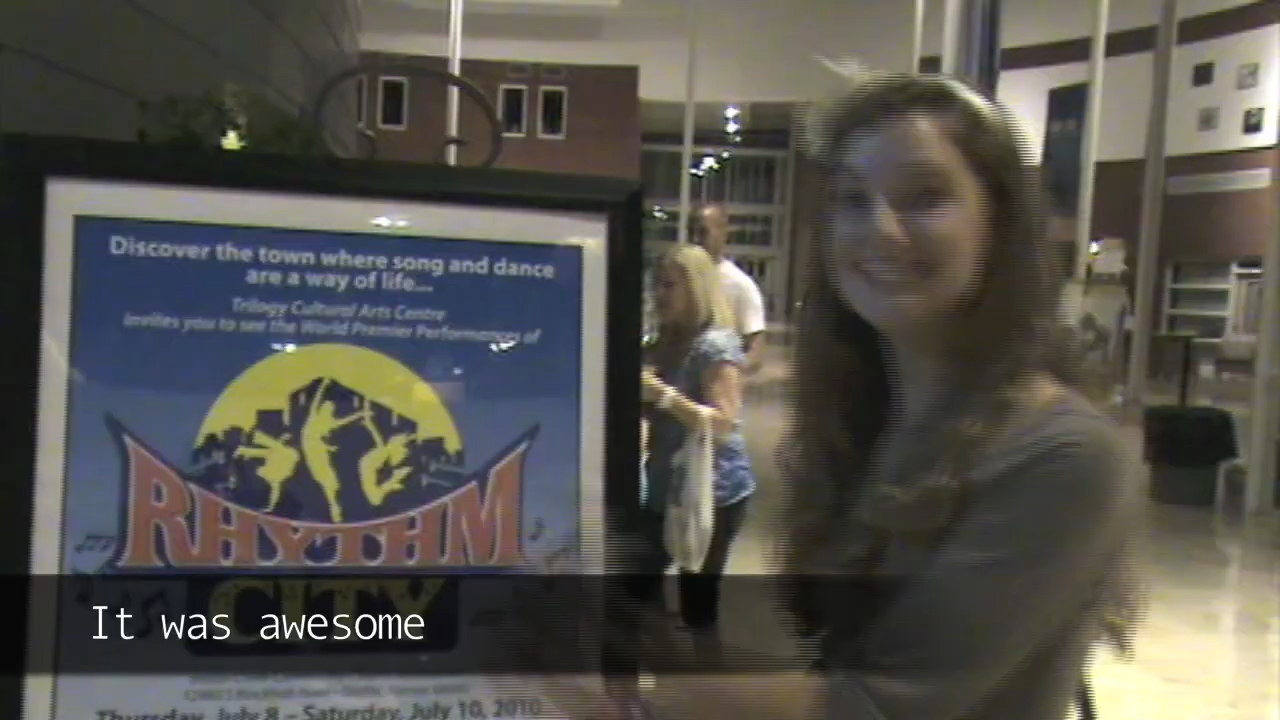 Discover the town where song and dance
are a way of life...
Trilogy Cultural Arts Centre
invites you to see the World Premier Performances of
RHYTHM
CITY
It was awesome
Thursday, July 8 – Saturday, July 10, 2010